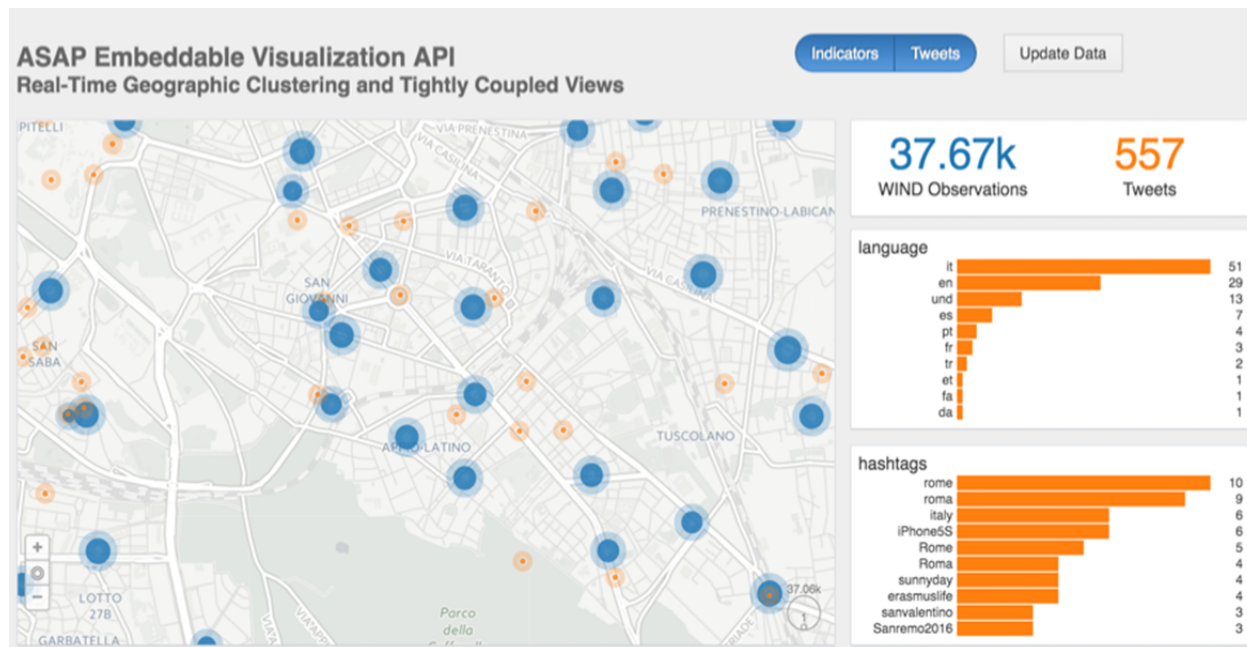 ASAP Embeddable Visualization API
Real-Time Geographic Clustering and Tightly Coupled Views
Indicators
Tweets
Update Data
PITELLI
VIA PRENESTINA
VIA CASILINA
PRENESTINO-LABICAN
VIA TARANTO
VIA CASILINA
SAN
GIOVANNI
SAN
SABA
TUSCOLANO
APPIO-LATINO
+
−
LOTTO
27B
GARBATELLA
Parco
della
37.06k
1
37.67k
WIND Observations
557
Tweets
language
it 51
en 29
und 13
es 7
pt 4
fr 3
tr 2
et 1
fa 1
da 1
hashtags
rome 10
roma 9
italy 6
iPhone5S 6
Rome 5
Roma 4
sunnyday 4
erasmuslife 4
sanvalentino 3
Sanremo2016 3